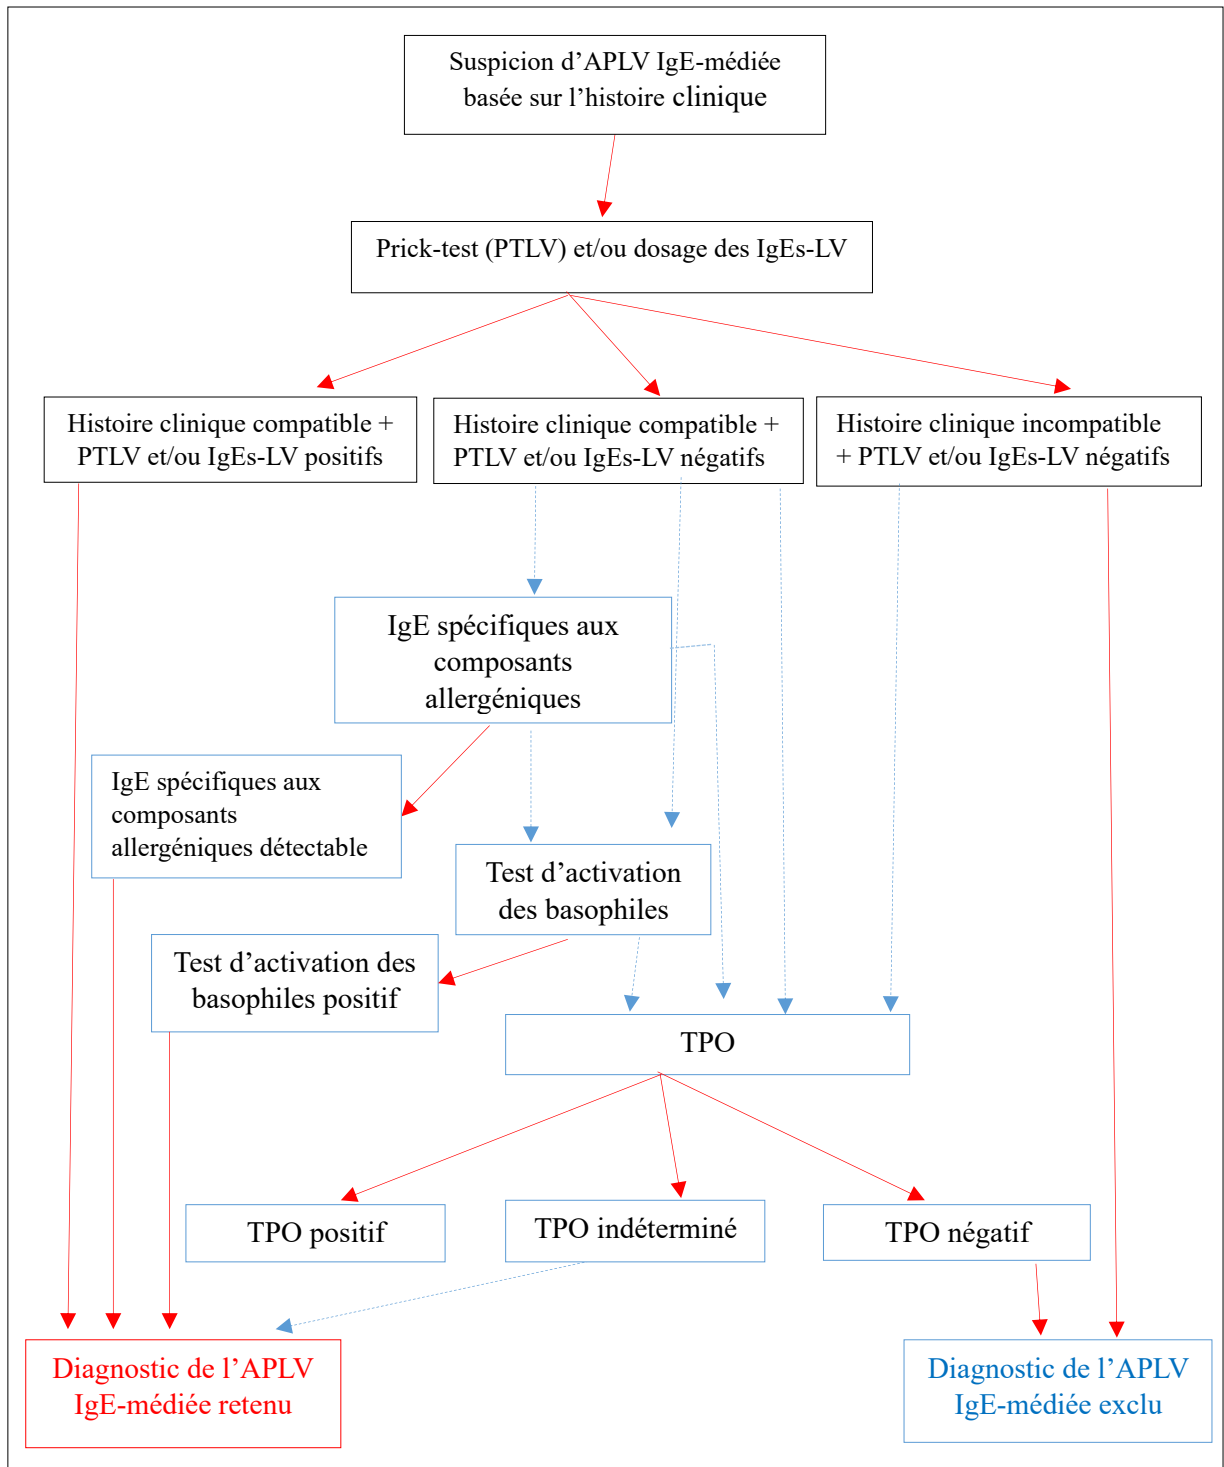 Suspicion d’APLV IgE-médiée
basée sur l’histoire clinique
Prick-test (PTLV) et/ou dosage des IgEs-LV
Histoire clinique compatible +
PTLV et/ou IgEs-LV positifs
Histoire clinique compatible +
PTLV et/ou IgEs-LV négatifs
Histoire clinique incompatible
+ PTLV et/ou IgEs-LV négatifs
IgE spécifiques aux
composants
allergéniques
IgE spécifiques aux
composants
allergéniques détectable
Test d’activation
des basophiles
Test d’activation des
basophiles positif
TPO
TPO positif
TPO indéterminé
TPO négatif
Diagnostic de l’APLV
IgE-médiée retenu
Diagnostic de l’APLV
IgE-médiée exclu